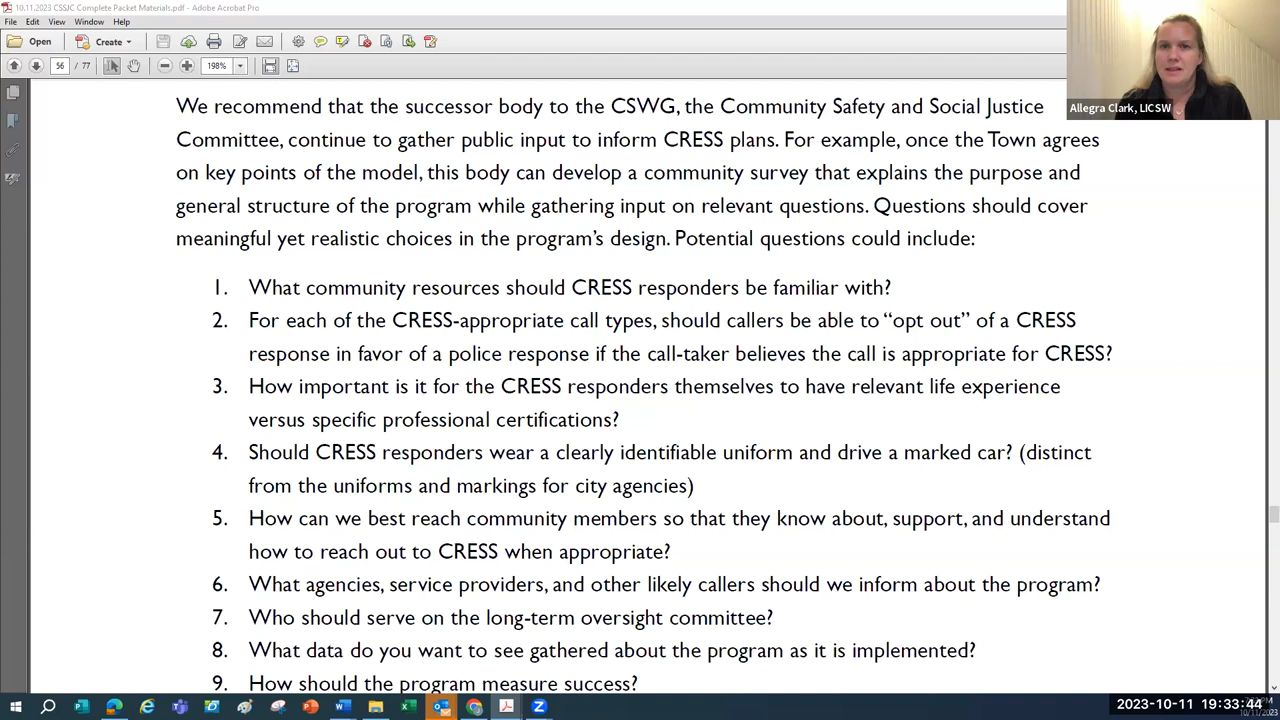 10.11.2023 CSSJC Complete Packet Materials.pdf - Adobe Acrobat Pro
File Edit View Window Help
Open Create
56 / 77 198%
Allegra Clark, LICSW
We recommend that the successor body to the CSWG, the Community Safety and Social Justice
Committee, continue to gather public input to inform CRESS plans. For example, once the Town agrees
on key points of the model, this body can develop a community survey that explains the purpose and
general structure of the program while gathering input on relevant questions. Questions should cover
meaningful yet realistic choices in the program's design. Potential questions could include:
1. What community resources should CRESS responders be familiar with?
2. For each of the CRESS-appropriate call types, should callers be able to “opt out” of a CRESS
response in favor of a police response if the call-taker believes the call is appropriate for CRESS?
3. How important is it for the CRESS responders themselves to have relevant life experience
versus specific professional certifications?
4. Should CRESS responders wear a clearly identifiable uniform and drive a marked car? (distinct
from the uniforms and markings for city agencies)
5. How can we best reach community members so that they know about, support, and understand
how to reach out to CRESS when appropriate?
6. What agencies, service providers, and other likely callers should we inform about the program?
7. Who should serve on the long-term oversight committee?
8. What data do you want to see gathered about the program as it is implemented?
9. How should the program measure success?
2023-10-11 19:33:44